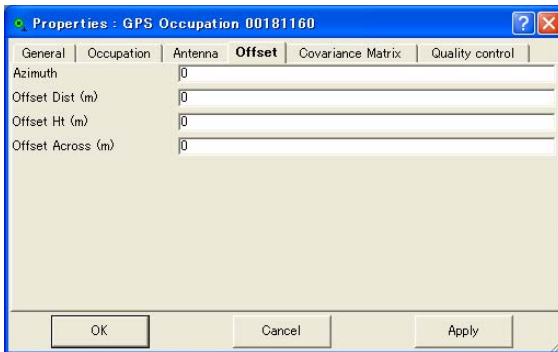 Properties : GPS Occupation 00181160
General Occupation Antenna Offset Covariance Matrix Quality control
Azimuth 0
Offset Dist (m) 0
Offset Ht (m) 0
Offset Across (m) 0
OK Cancel Apply